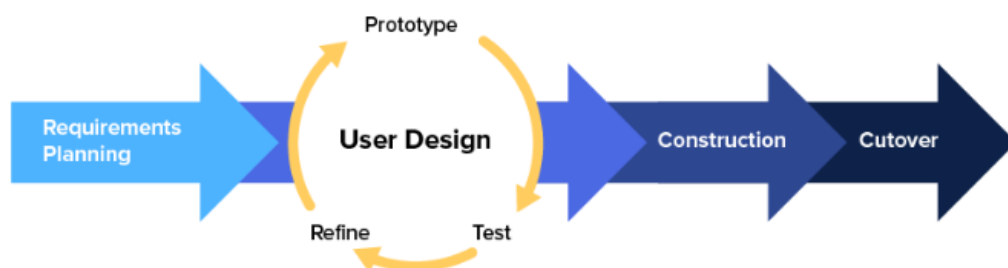 Prototype
Requirements
Planning
User Design
Construction
Cutover
Refine
Test